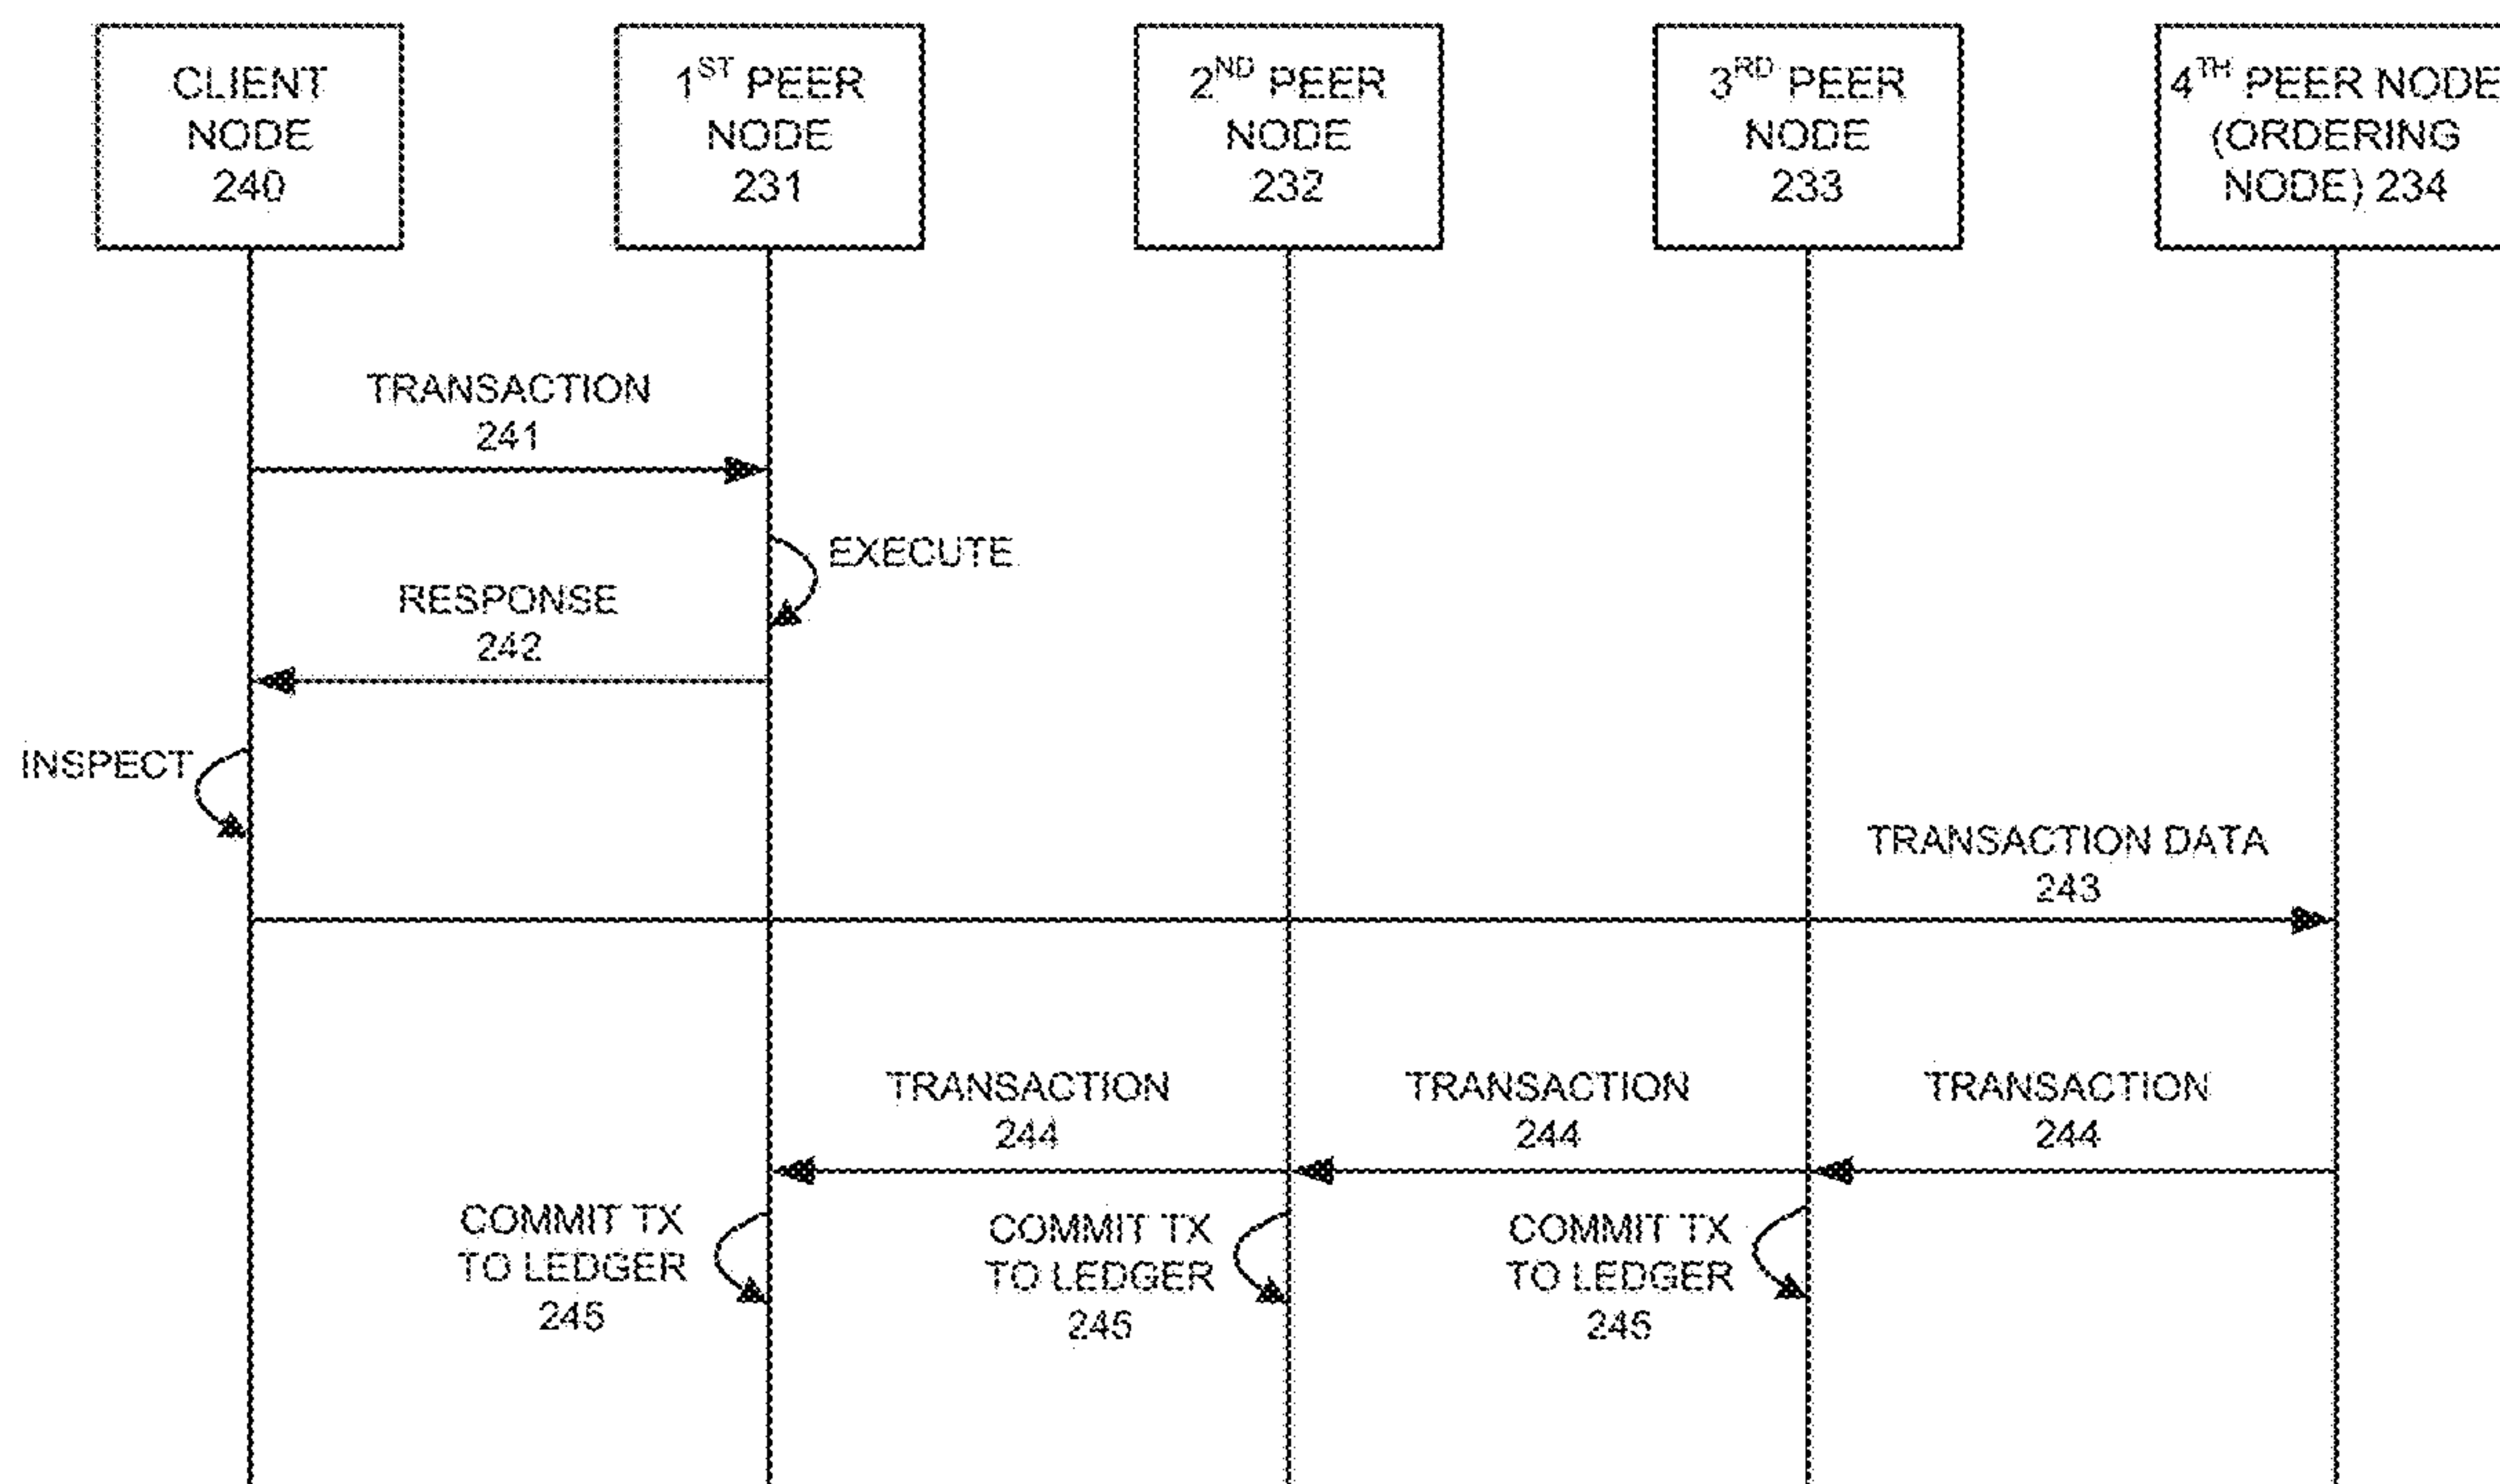 CLIENT
NODE
240
1ST PEER
NODE
231
2ND PEER
NODE
232
3RD PEER
NODE
233
4TH PEER NODE
(ORDERING
NODE) 234
TRANSACTION
241
EXECUTE
RESPONSE
242
INSPECT
TRANSACTION DATA
243
TRANSACTION
244
TRANSACTION
244
TRANSACTION
244
COMMIT TX
TO LEDGER
245
COMMIT TX
TO LEDGER
245
COMMIT TX
TO LEDGER
245